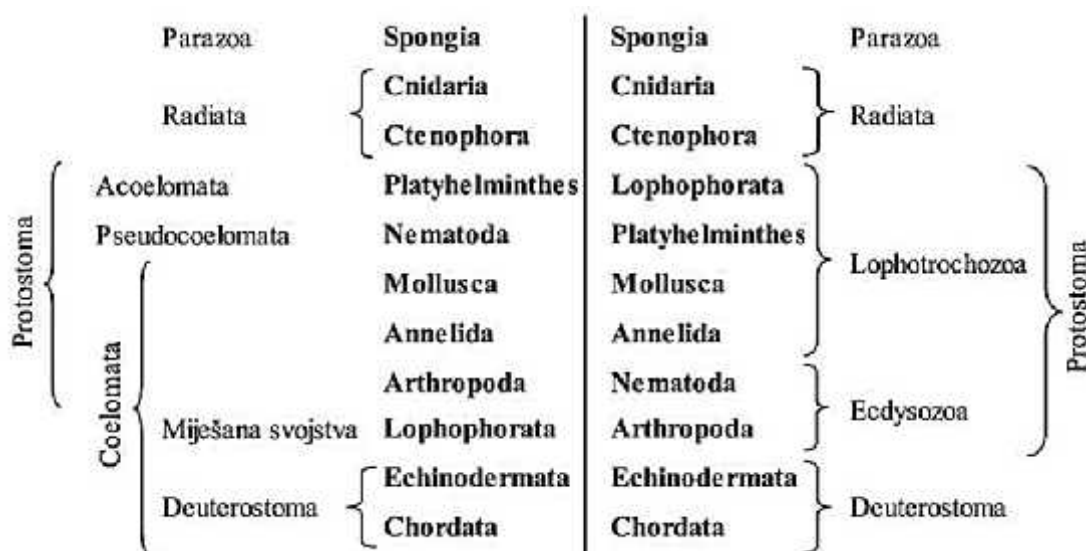 Parazoa Spongia Spongia Parazoa
Cnidaria Cnidaria
Radiata Radiata
Ctenophora Ctenophora
Acoelomata Platyhelminthes Lophophorata
Pseudocoelomata Nematoda Platyhelminthes
Protostoma Lophotrochozoa Protostoma
Mollusca Mollusca
Annelida Annelida
Coelomata Arthropoda Nematoda
Ecdysozoa
Miješana svojstva Lophophorata Arthropoda
Echinodermata Echinodermata
Deuterostoma Deuterostoma
Chordata Chordata